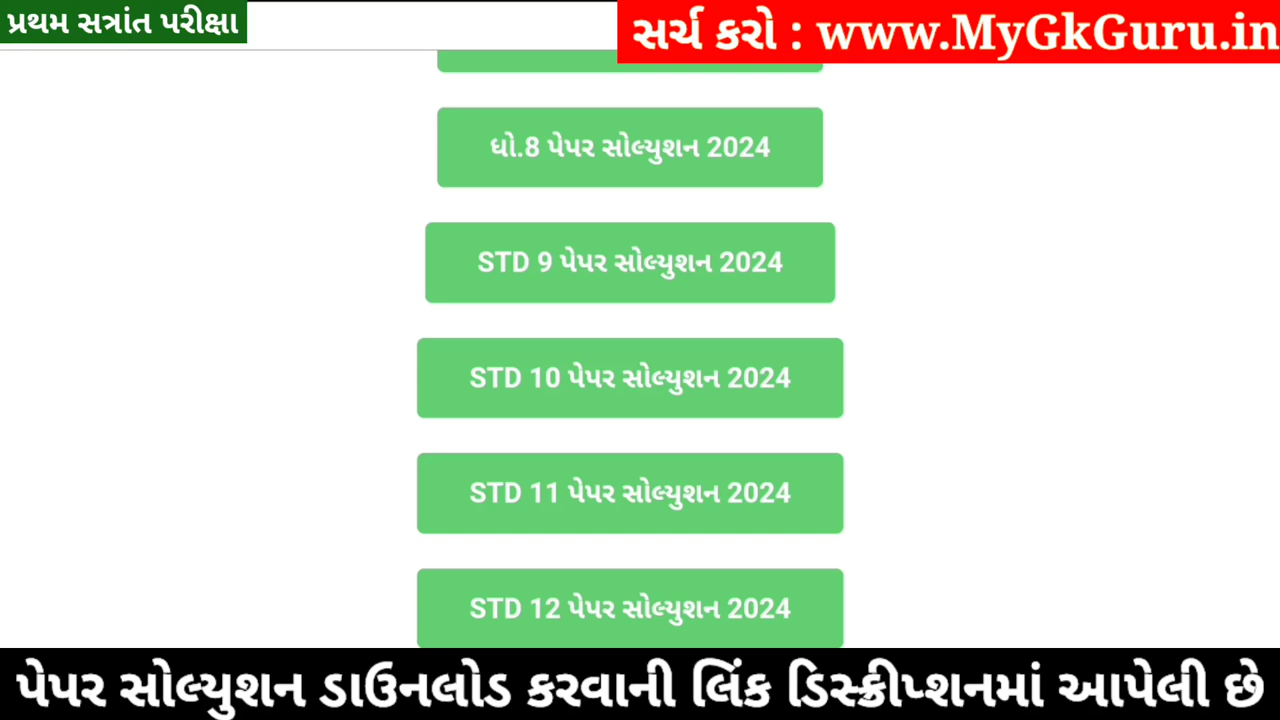 પ્રથમ સત્રાંત પરીક્ષા
સર્ચ કરો : www.MyGkGuru.in
ધો.8 પેપર સોલ્યુશન 2024
STD 9 પેપર સોલ્યુશન 2024
STD 10 પેપર સોલ્યુશન 2024
STD 11 પેપર સોલ્યુશન 2024
STD 12 પેપર સોલ્યુશન 2024
પેપર સોલ્યુશન ડાઉનલોડ કરવાની લિંક ડિસ્ક્રીપ્શનમાં આપેલી છે